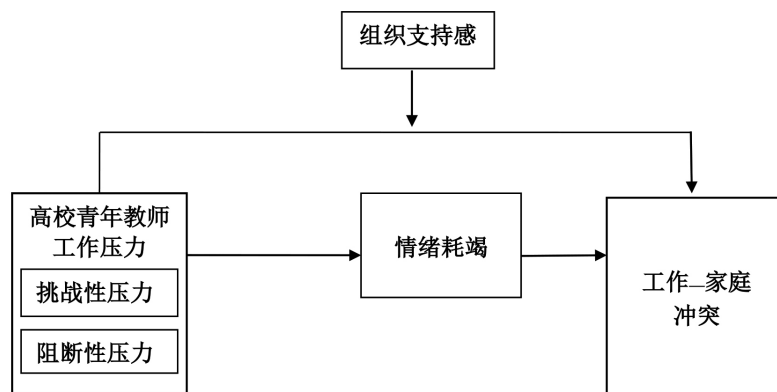 组织支持感
高校青年教师
工作压力
挑战性压力
阻断性压力
情绪耗竭
工作—家庭
冲突